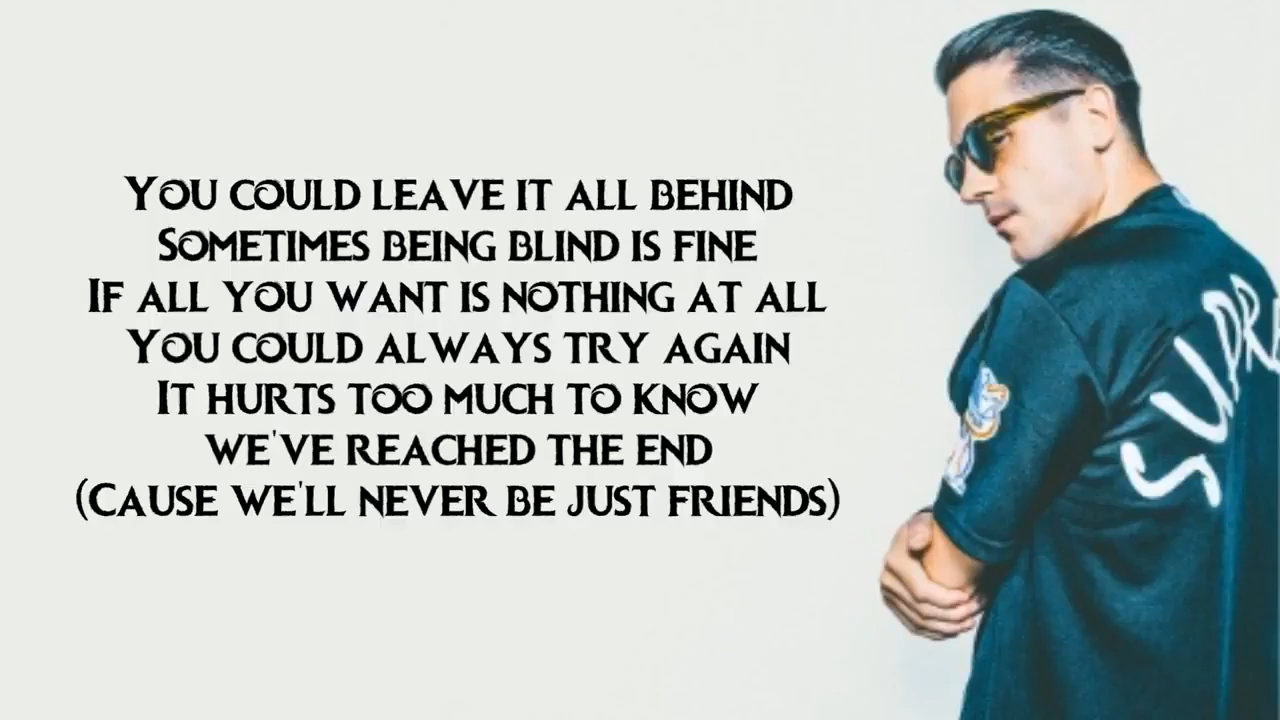 You could leave it all behind
Sometimes being blind is fine
If all you want is nothing at all
You could always try again
It hurts too much to know
we've reached the end
(Cause we'll never be just friends)
SUPRA